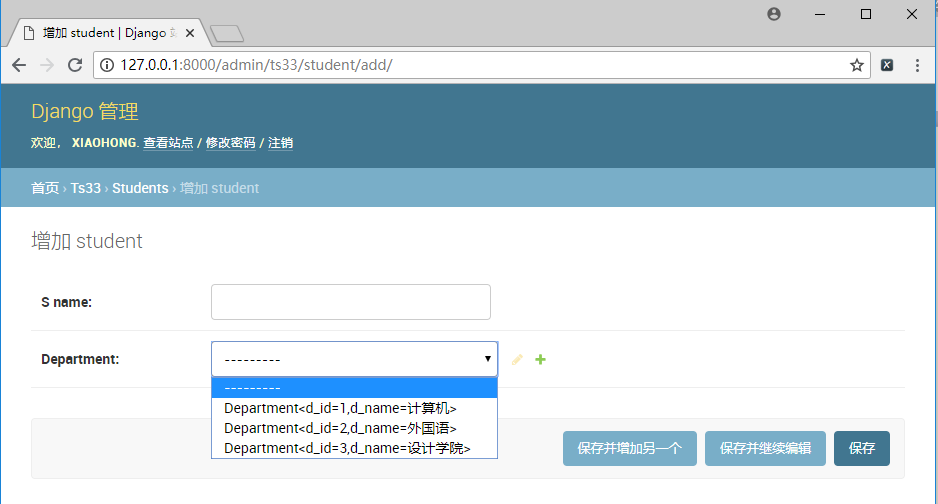 增加 student | Django 站
127.0.0.1:8000/admin/ts33/student/add/
Django 管理
欢迎， XIAOHONG. 查看站点 / 修改密码 / 注销
首页 › Ts33 › Students › 增加 student
增加 student
S name:
Department: ---------
---------
Department<d_id=1,d_name=计算机>
Department<d_id=2,d_name=外国语>
Department<d_id=3,d_name=设计学院>
保存并增加另一个 保存并继续编辑 保存